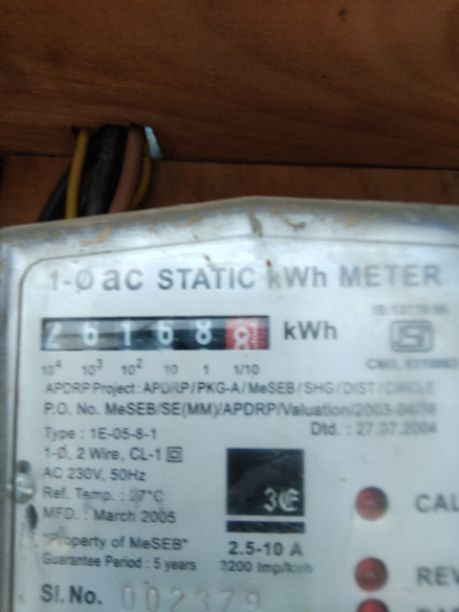 1-Ø ac STATIC kWh METER
26168 kWh
10⁴ 10³ 10² 10 1 1/10
APDRP Project: APDRP/PKG-A/MeSEB/SHG/DIST/CIRCLE
P.O. No. MeSEB/SE(MM)/APDRP/Valuation/2003-04/
Dtd. : 27.07.2004
Type : 1E-05-8-1
1-Ø, 2 Wire, CL-1
AC 230V, 50Hz
Ref. Temp. : 27°C
MFD. : March 2005
"Property of MeSEB"
Guarantee Period : 5 years
2.5-10 A
3200 Imp/kwh
CAL
REV
Sl.No. 002379